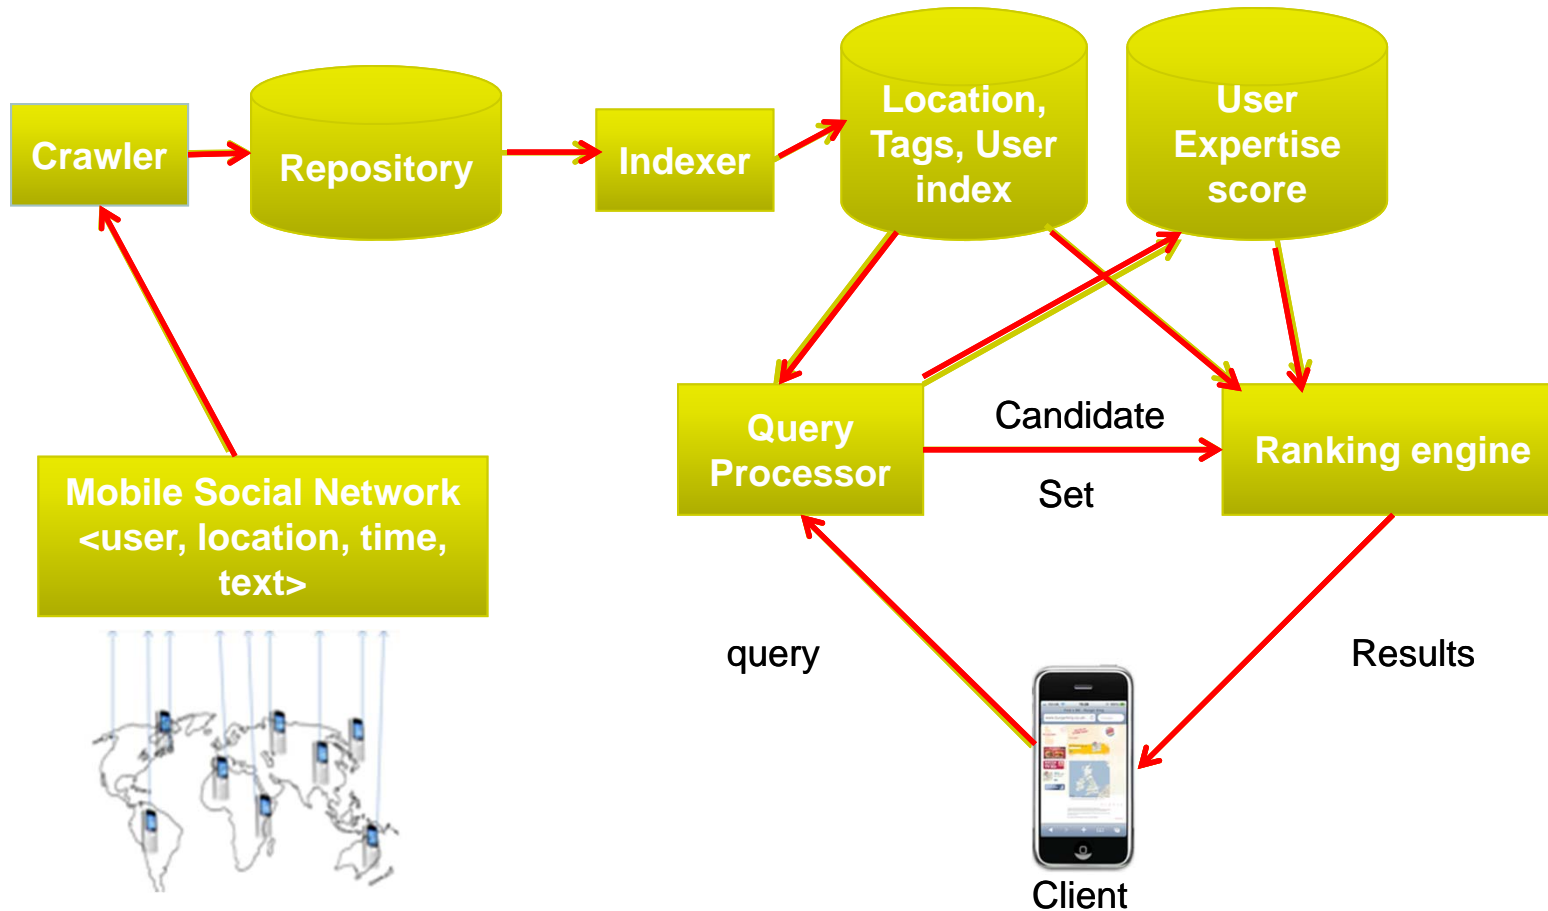 Crawler
Repository
Indexer
Location,
Tags, User
index
User
Expertise
score
Query
Processor
Candidate
Set
Ranking engine
Mobile Social Network
<user, location, time,
text>
query
Results
Client